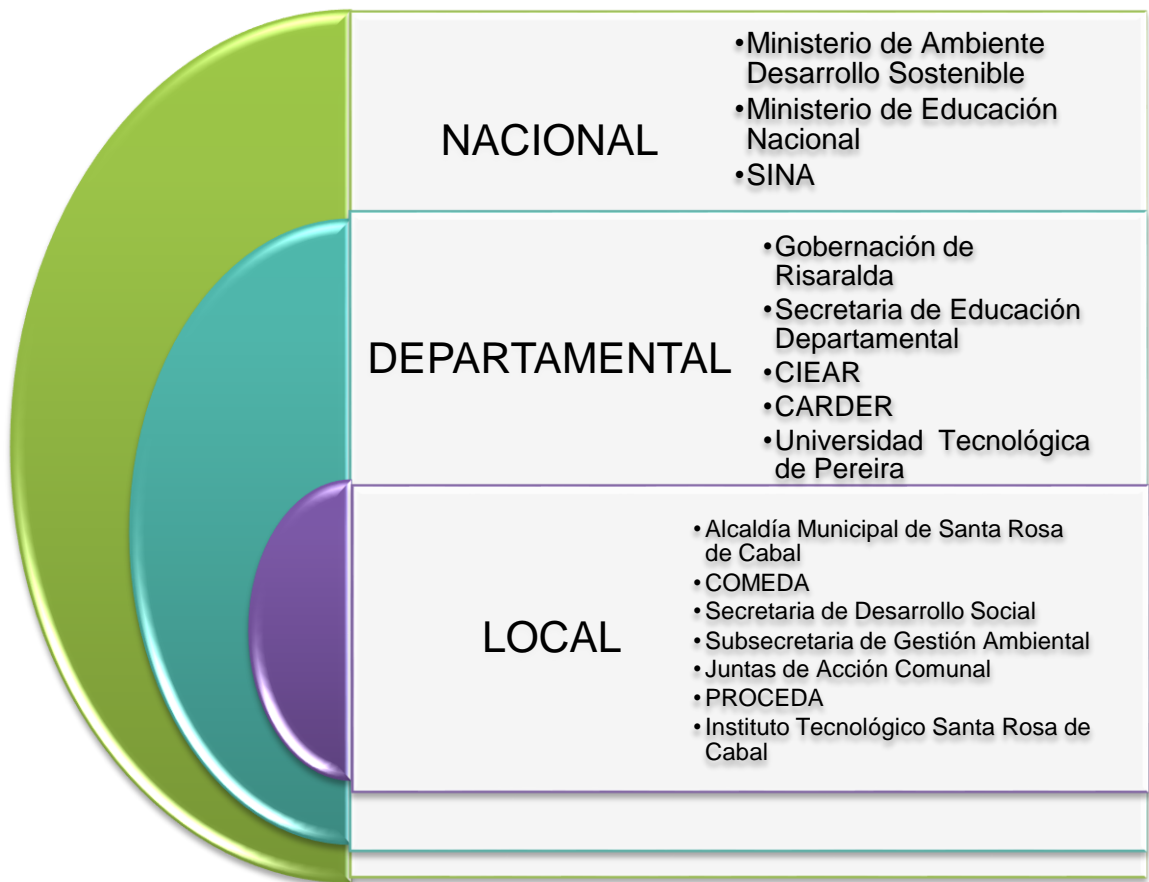 NACIONAL
•Ministerio de Ambiente
Desarrollo Sostenible
•Ministerio de Educación
Nacional
•SINA
DEPARTAMENTAL
•Gobernación de
Risaralda
•Secretaria de Educación
Departamental
•CIEAR
•CARDER
•Universidad Tecnológica
de Pereira
LOCAL
•Alcaldía Municipal de Santa Rosa
de Cabal
•COMEDA
•Secretaria de Desarrollo Social
•Subsecretaria de Gestión Ambiental
•Juntas de Acción Comunal
•PROCEDA
•Instituto Tecnológico Santa Rosa de
Cabal